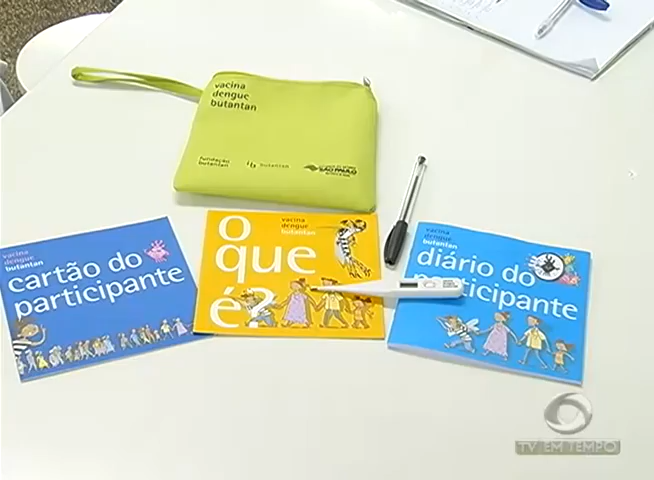 vacina
dengue
butantan
fundação
butantan
butantan
SÃO PAULO
vacina
dengue
butantan
cartão do
participante
vacina
dengue
butantan
O
que
é?
vacina
dengue
butantan
diário do
participante
TV EM TEMPO